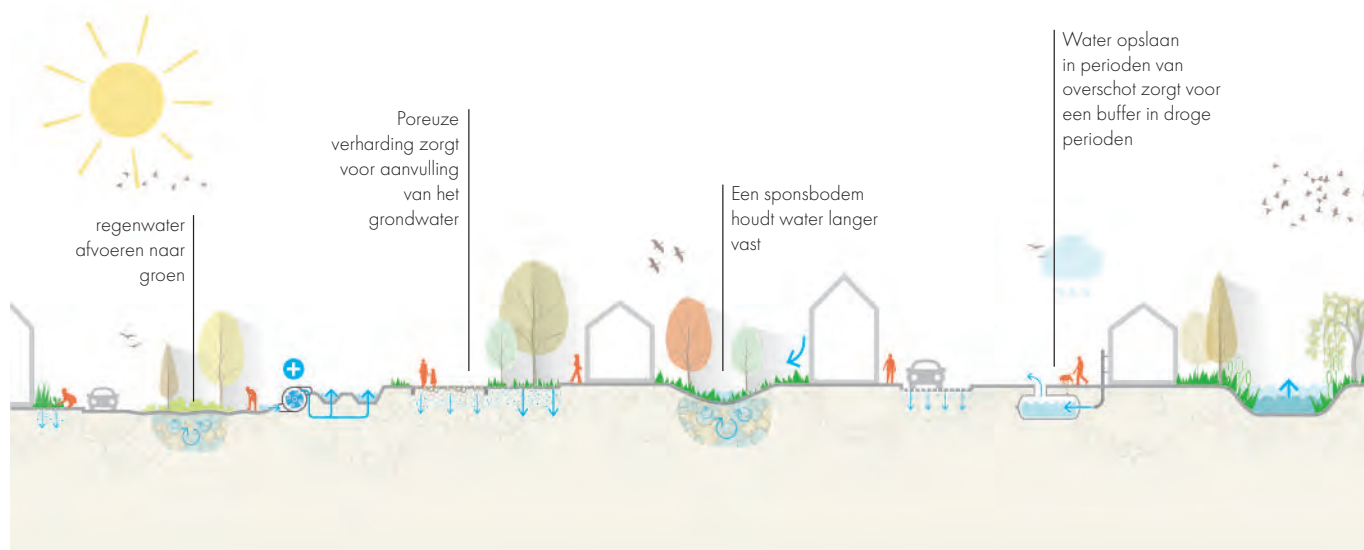 regenwater
afvoeren naar
groen
Poreuze
verharding zorgt
voor aanvulling
van het
grondwater
Een sponsbodem
houdt water langer
vast
Water opslaan
in perioden van
overschot zorgt voor
een buffer in droge
perioden